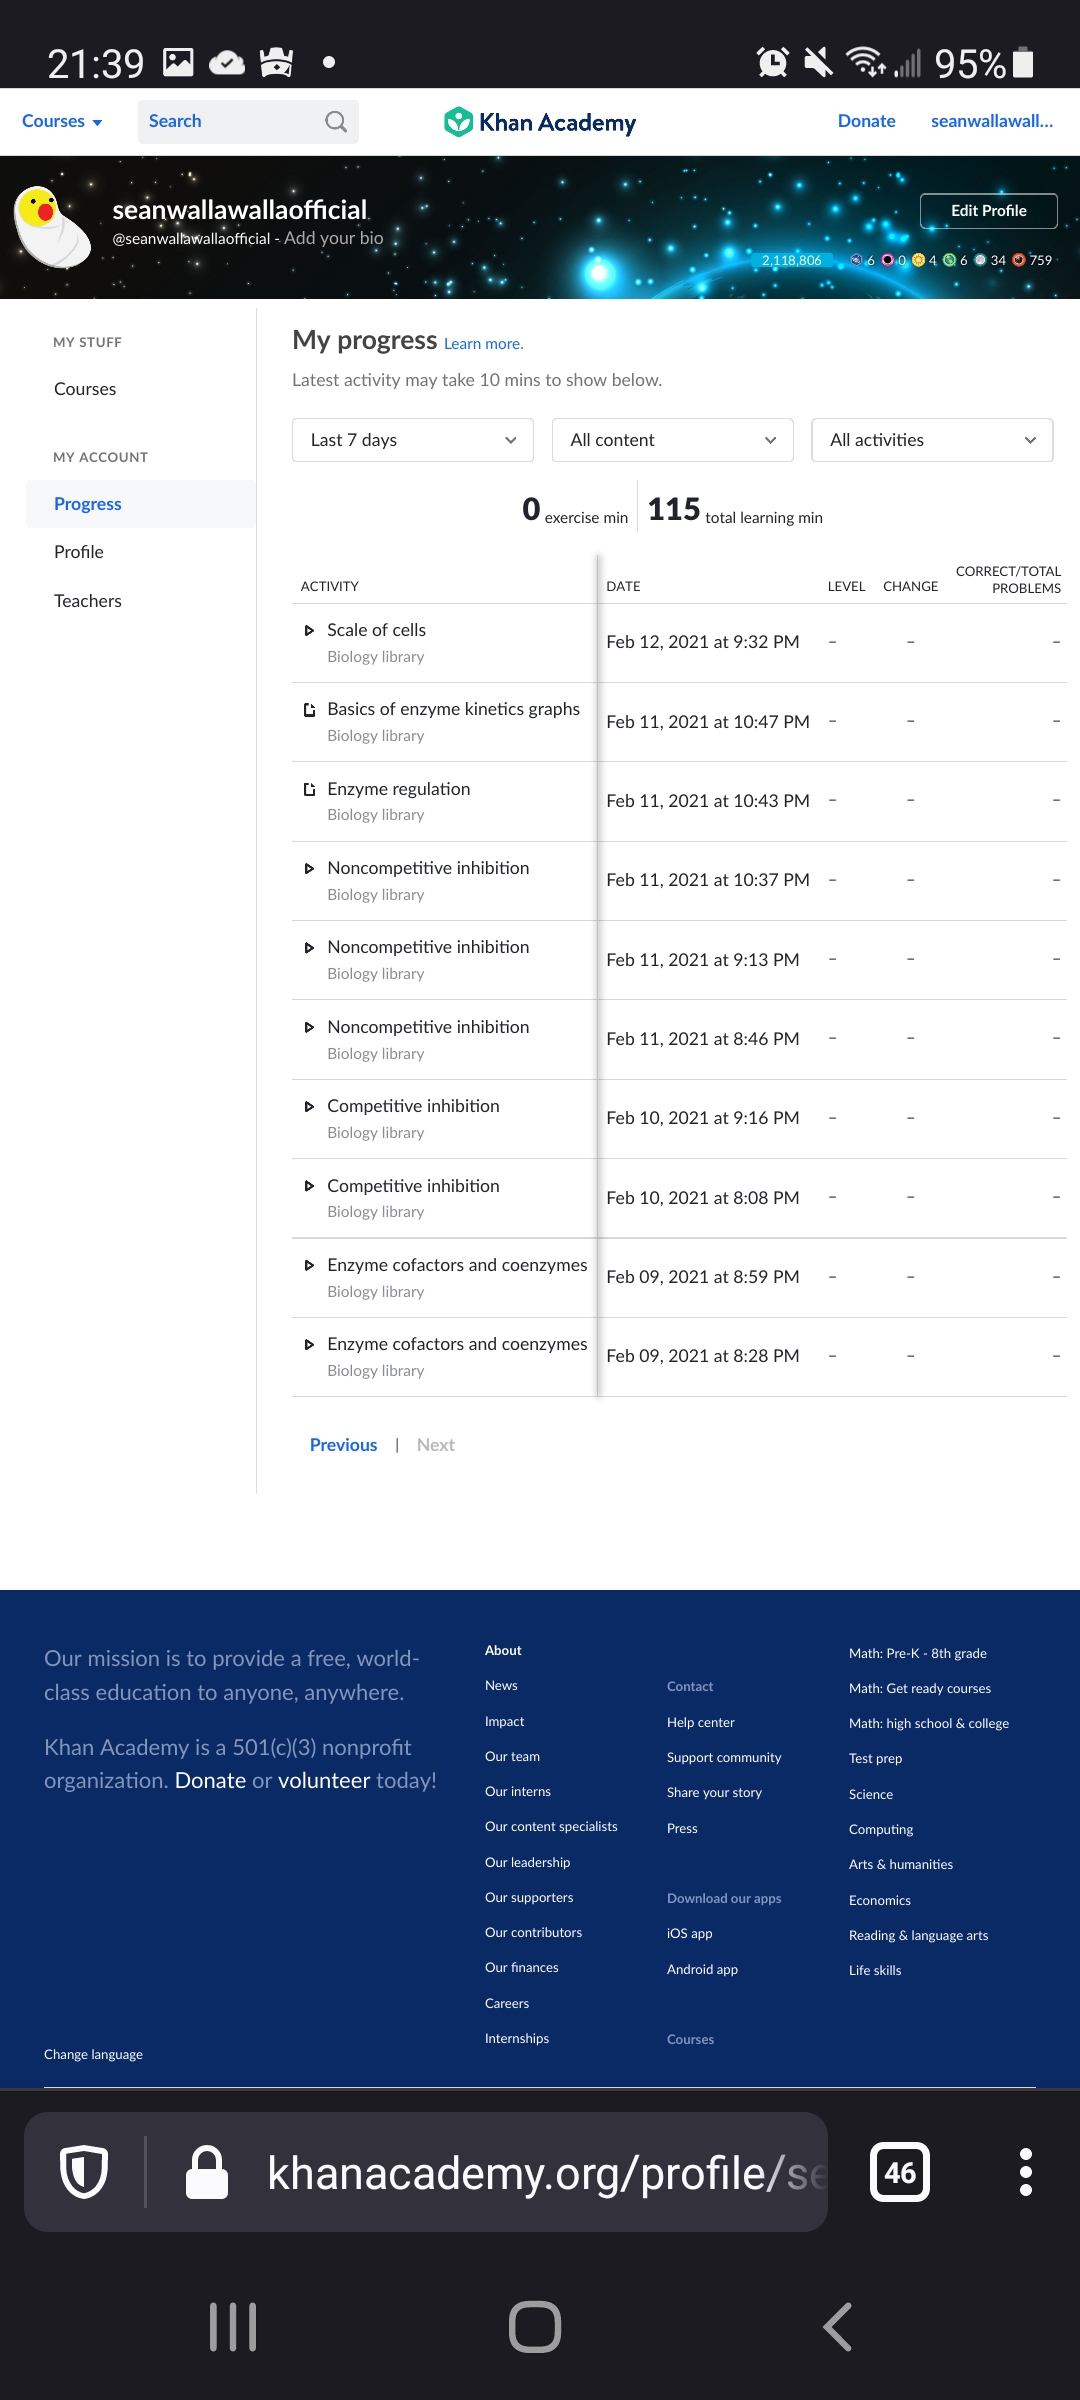 21:39
95%
Courses
Search
Khan Academy
Donate
seanwallawall...
seanwallawallaofficial
@seanwallawallaofficial - Add your bio
Edit Profile
2,118,806
6 0 4 6 34 759
MY STUFF
Courses
MY ACCOUNT
Progress
Profile
Teachers
My progress Learn more.
Latest activity may take 10 mins to show below.
Last 7 days
All content
All activities
0 exercise min
115 total learning min
ACTIVITY
DATE
LEVEL
CHANGE
CORRECT/TOTAL
PROBLEMS
Scale of cells
Biology library
Feb 12, 2021 at 9:32 PM – – –
Basics of enzyme kinetics graphs
Biology library
Feb 11, 2021 at 10:47 PM – – –
Enzyme regulation
Biology library
Feb 11, 2021 at 10:43 PM – – –
Noncompetitive inhibition
Biology library
Feb 11, 2021 at 10:37 PM – – –
Noncompetitive inhibition
Biology library
Feb 11, 2021 at 9:13 PM – – –
Noncompetitive inhibition
Biology library
Feb 11, 2021 at 8:46 PM – – –
Competitive inhibition
Biology library
Feb 10, 2021 at 9:16 PM – – –
Competitive inhibition
Biology library
Feb 10, 2021 at 8:08 PM – – –
Enzyme cofactors and coenzymes
Biology library
Feb 09, 2021 at 8:59 PM – – –
Enzyme cofactors and coenzymes
Biology library
Feb 09, 2021 at 8:28 PM – – –
Previous | Next
Our mission is to provide a free, world-
class education to anyone, anywhere.
Khan Academy is a 501(c)(3) nonprofit
organization. Donate or volunteer today!
Change language
About
News
Impact
Our team
Our interns
Our content specialists
Our leadership
Our supporters
Our contributors
Our finances
Careers
Internships
Contact
Help center
Support community
Share your story
Press
Download our apps
iOS app
Android app
Courses
Math: Pre-K - 8th grade
Math: Get ready courses
Math: high school & college
Test prep
Science
Computing
Arts & humanities
Economics
Reading & language arts
Life skills
khanacademy.org/profile/se
46